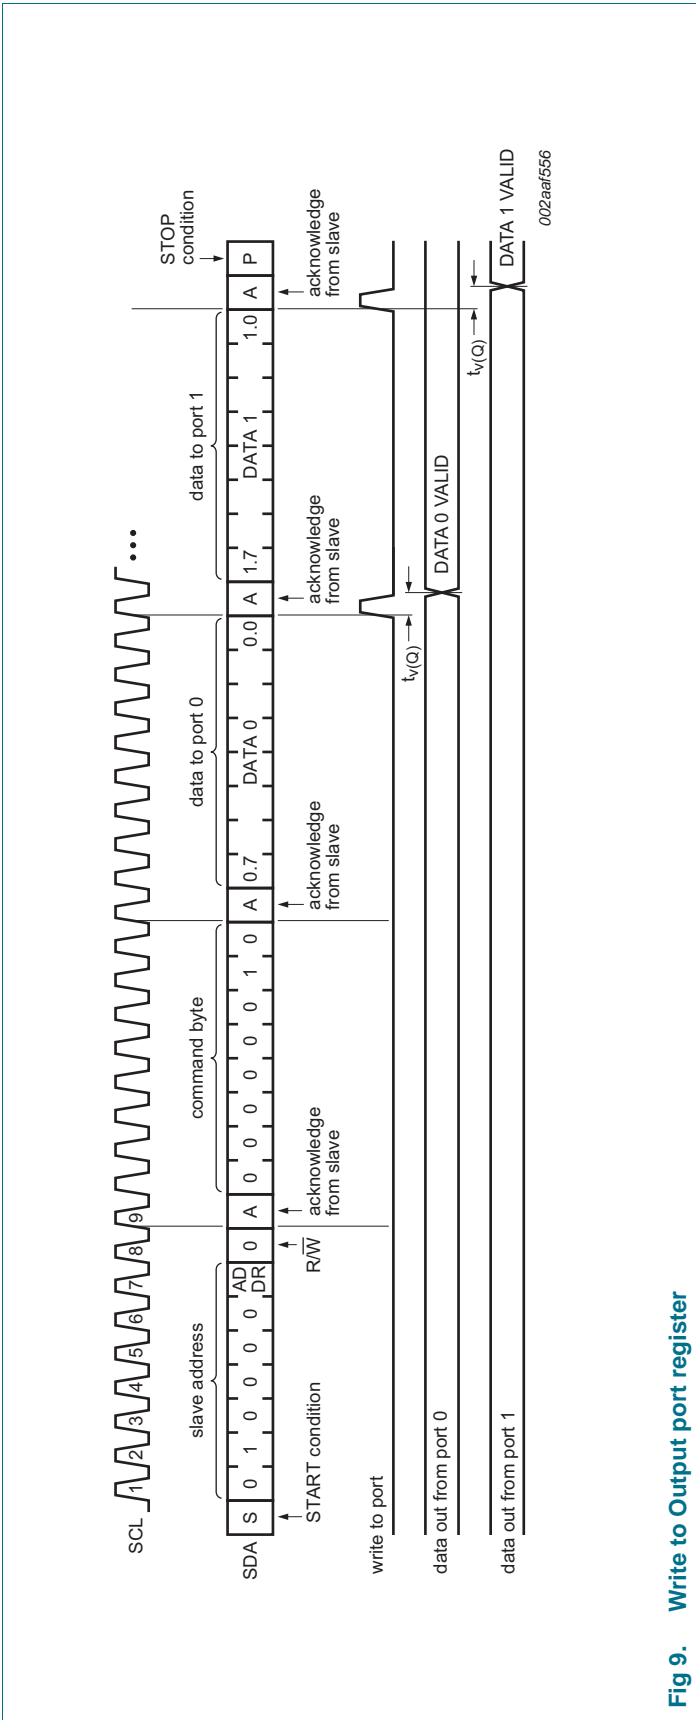 SCL 1 2 3 4 5 6 7 8 9
slave address command byte data to port 0 data to port 1 STOP condition
SDA S 0 1 0 0 0 0 AD DR 0 A 0 0 0 0 0 0 1 0 A 0.7 DATA 0 0.0 A 1.7 DATA 1 1.0 A P
START condition R/W acknowledge from slave acknowledge from slave acknowledge from slave acknowledge from slave
write to port
tv(Q)
data out from port 0 DATA 0 VALID
tv(Q)
data out from port 1 DATA 1 VALID
002aaf556
Fig 9. Write to Output port register